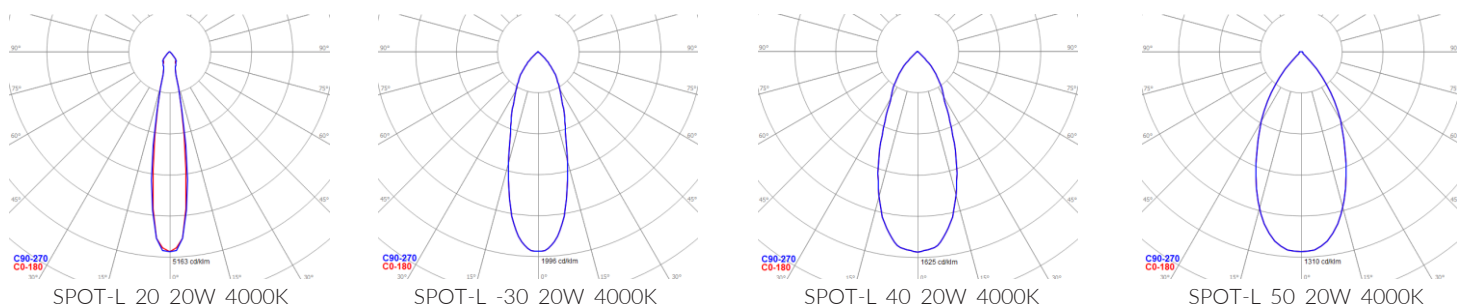 90° 90°
75° 75°
60° 60°
45° 45°
C90-270
C0-180
30° 15° 0° 15° 30°
5163 cd/klm
SPOT-L 20 20W 4000K
90° 90°
75° 75°
60° 60°
45° 45°
C90-270
C0-180
30° 15° 0° 15° 30°
1996 cd/klm
SPOT-L -30 20W 4000K
90° 90°
75° 75°
60° 60°
45° 45°
C90-270
C0-180
30° 15° 0° 15° 30°
1625 cd/klm
SPOT-L 40 20W 4000K
90° 90°
75° 75°
60° 60°
45° 45°
C90-270
C0-180
30° 15° 0° 15° 30°
1310 cd/klm
SPOT-L 50 20W 4000K